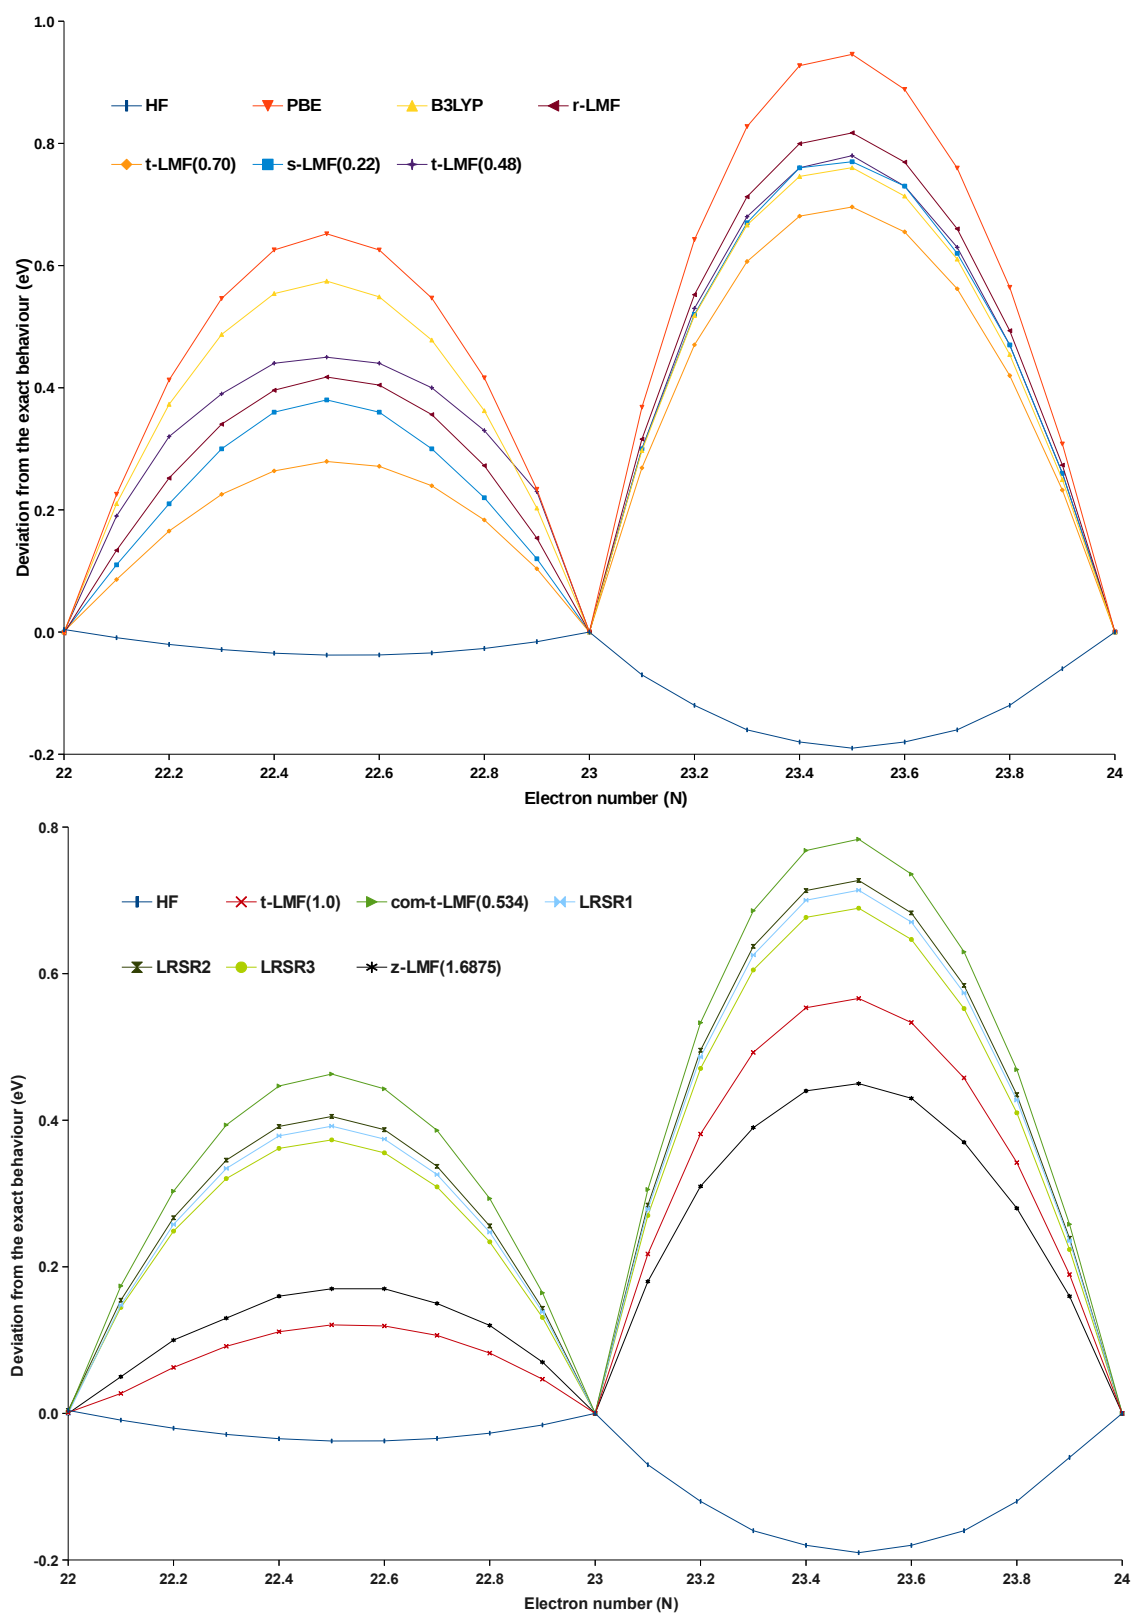 1.0
HF PBE B3LYP r-LMF
0.8
t-LMF(0.70) s-LMF(0.22) t-LMF(0.48)
0.6
0.4
0.2
0.0
-0.2
Deviation from the exact behaviour (eV)
22 22.2 22.4 22.6 22.8 23 23.2 23.4 23.6 23.8 24
Electron number (N)
0.8
HF t-LMF(1.0) com-t-LMF(0.534) LRSR1
LRSR2 LRSR3 z-LMF(1.6875)
0.6
0.4
0.2
0.0
-0.2
Deviation from the exact behaviour (eV)
22 22.2 22.4 22.6 22.8 23 23.2 23.4 23.6 23.8 24
Electron number (N)